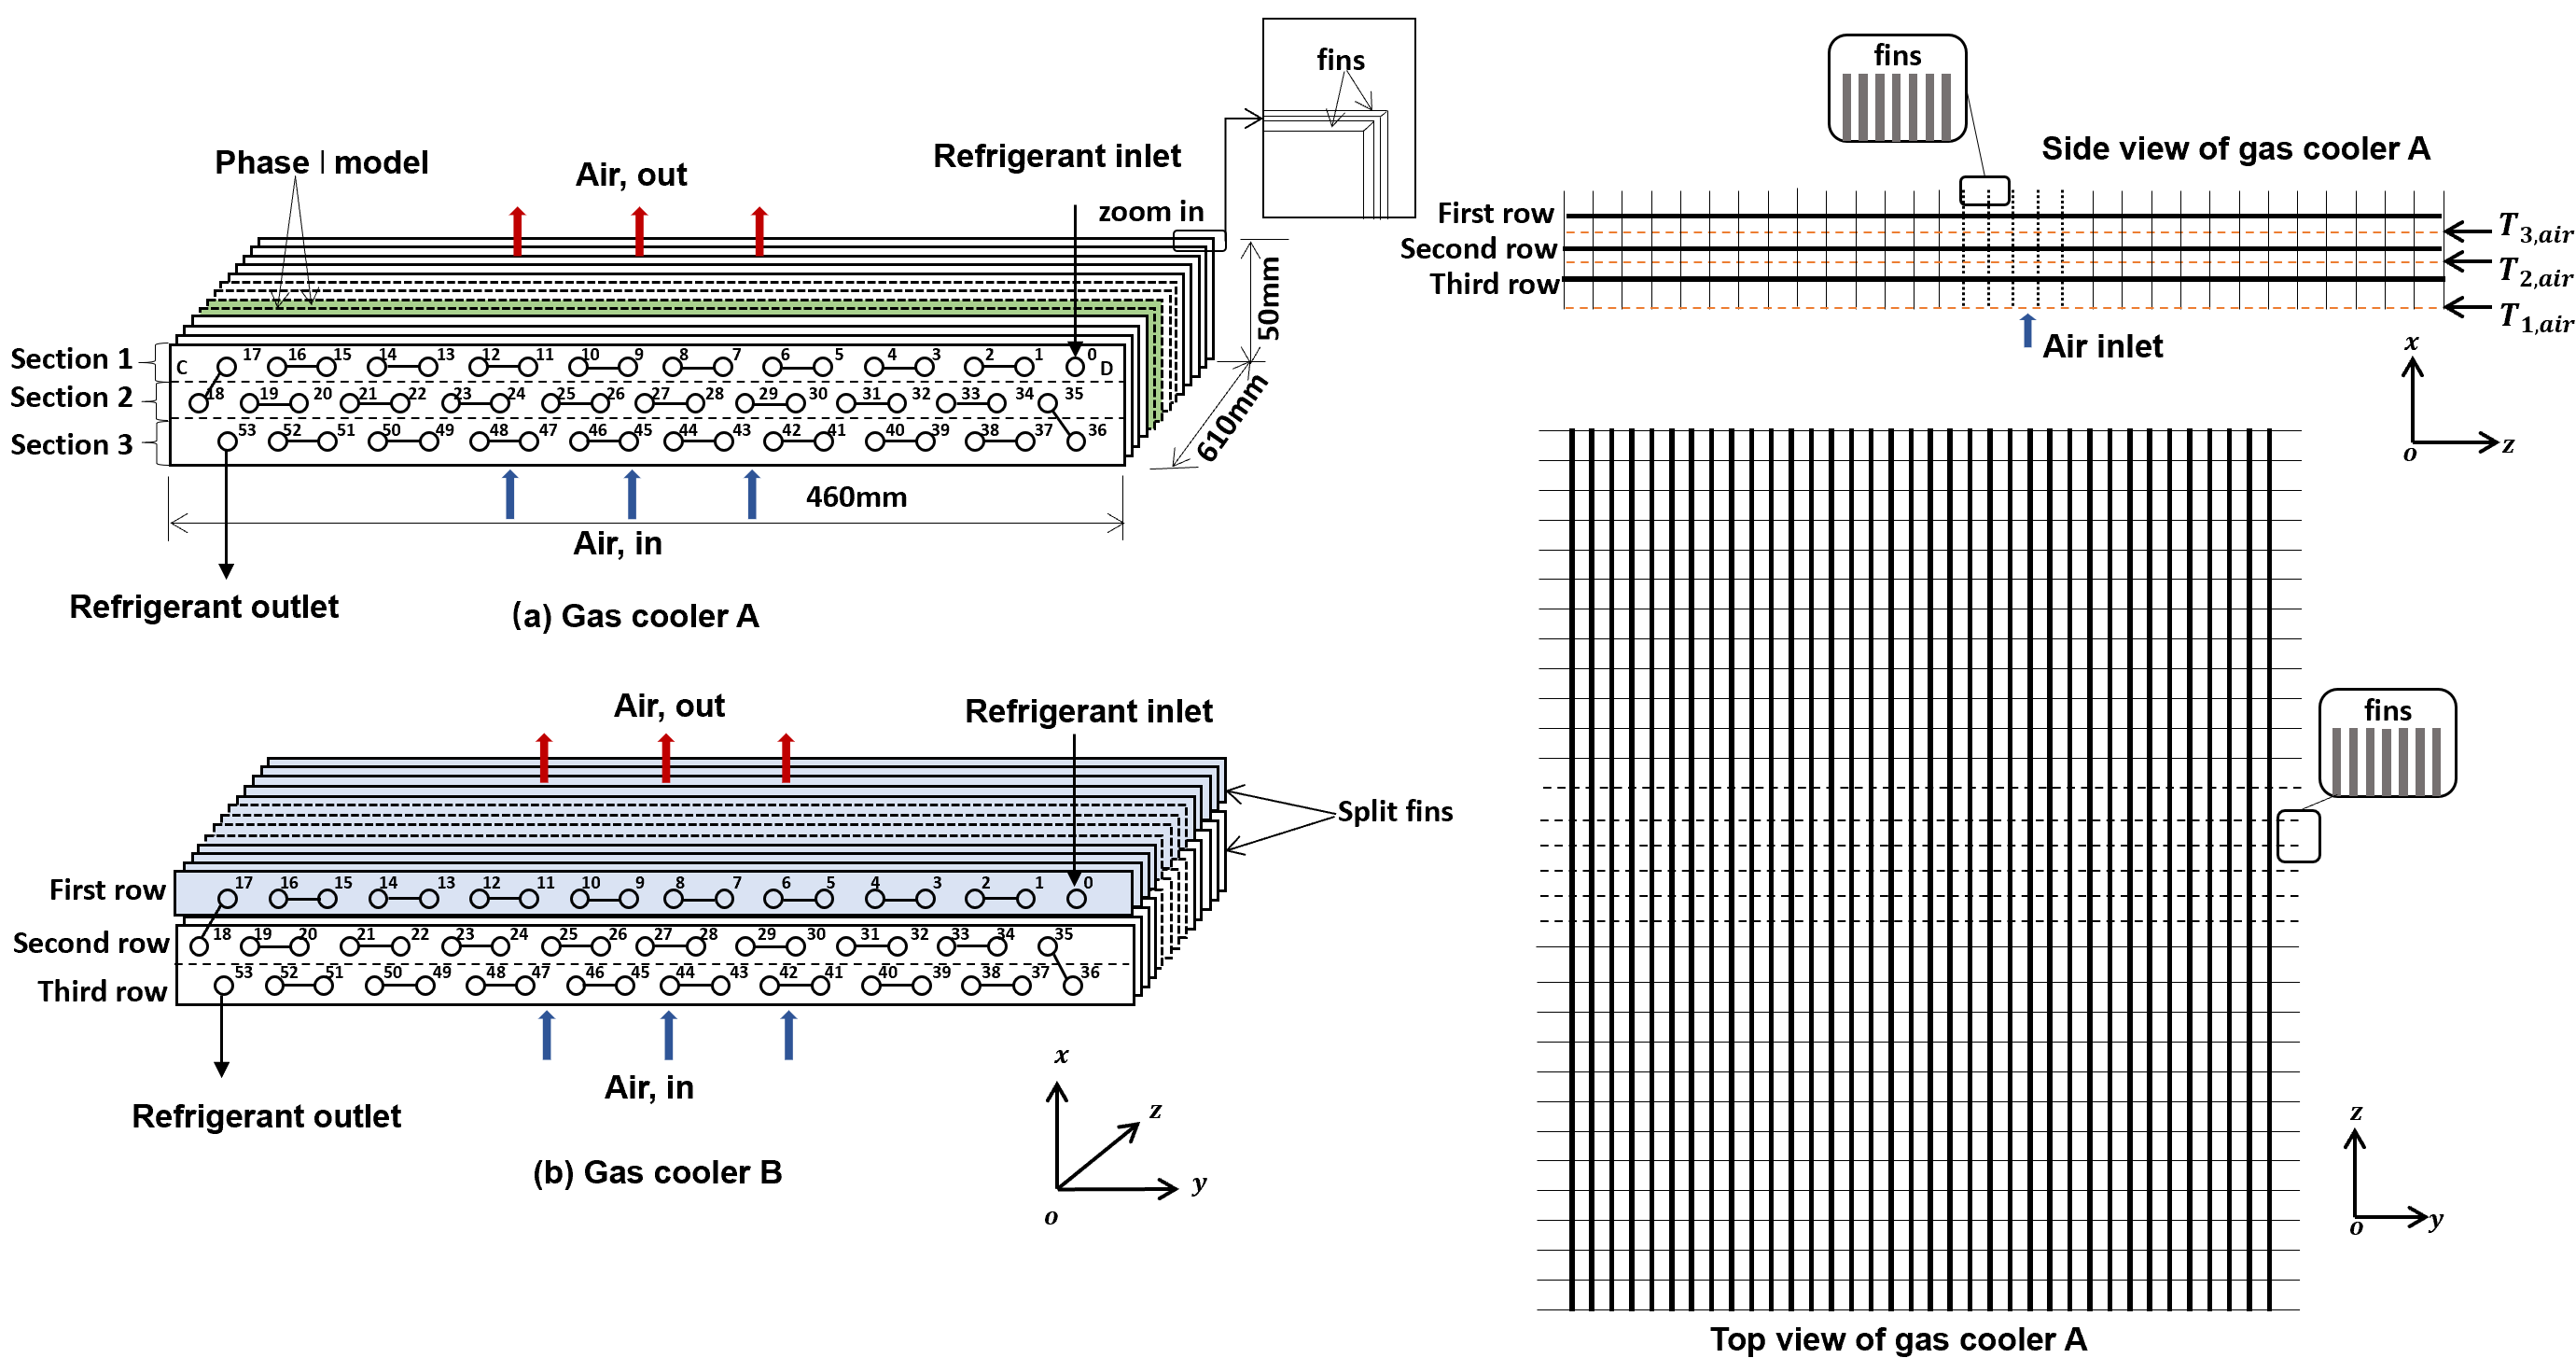 fins
Phase I model
Air, out
Refrigerant inlet
zoom in
50mm
610mm
Section 1
Section 2
Section 3
C 17 16 15 14 13 12 11 10 9 8 7 6 5 4 3 2 1 0 D
18 19 20 21 22 23 24 25 26 27 28 29 30 31 32 33 34 35
53 52 51 50 49 48 47 46 45 44 43 42 41 40 39 38 37 36
460mm
Air, in
Refrigerant outlet
(a) Gas cooler A
Air, out
Refrigerant inlet
Split fins
First row
Second row
Third row
17 16 15 14 13 12 11 10 9 8 7 6 5 4 3 2 1 0
18 19 20 21 22 23 24 25 26 27 28 29 30 31 32 33 34 35
53 52 51 50 49 48 47 46 45 44 43 42 41 40 39 38 37 36
Air, in
Refrigerant outlet
(b) Gas cooler B
x
z
y
o
fins
Side view of gas cooler A
First row
Second row
Third row
T3,air
T2,air
T1,air
Air inlet
x
o
z
fins
z
o
y
Top view of gas cooler A